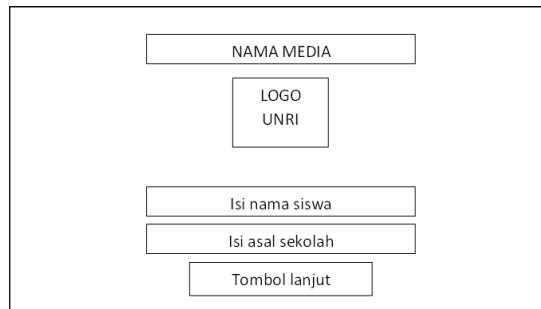 NAMA MEDIA
LOGO
UNRI
Isi nama siswa
Isi asal sekolah
Tombol lanjut